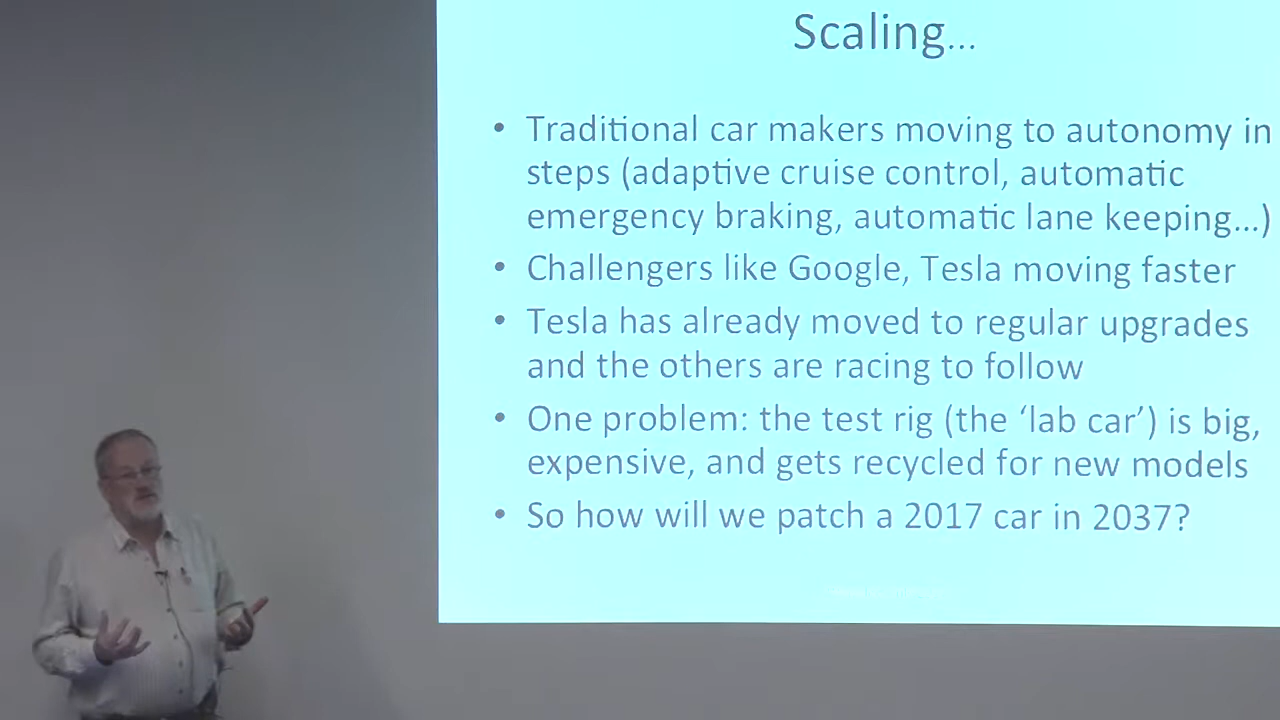 Scaling...
• Traditional car makers moving to autonomy in
steps (adaptive cruise control, automatic
emergency braking, automatic lane keeping...)
• Challengers like Google, Tesla moving faster
• Tesla has already moved to regular upgrades
and the others are racing to follow
• One problem: the test rig (the ‘lab car’) is big,
expensive, and gets recycled for new models
• So how will we patch a 2017 car in 2037?